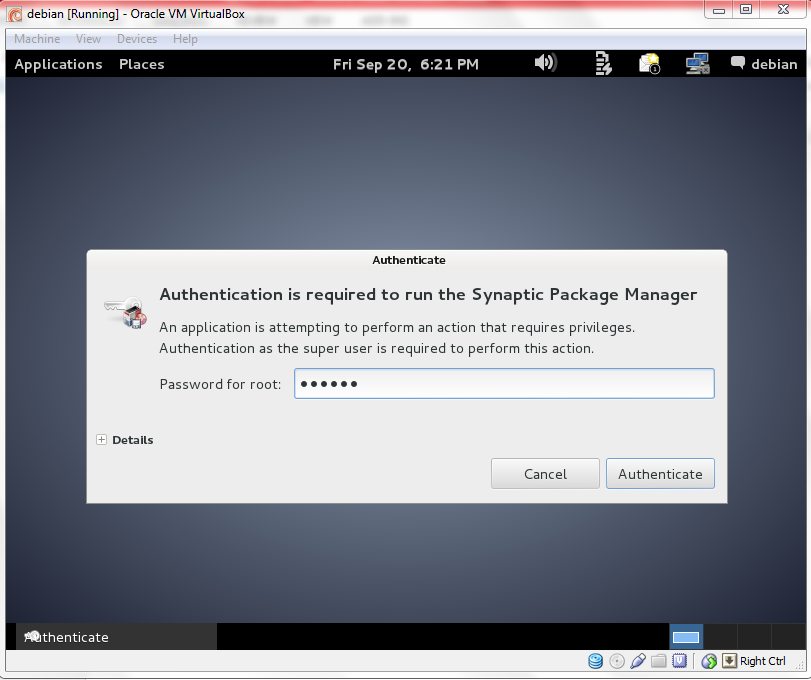 debian [Running] - Oracle VM VirtualBox
Machine View Devices Help
Applications Places Fri Sep 20, 6:21 PM debian
Authenticate
Authentication is required to run the Synaptic Package Manager
An application is attempting to perform an action that requires privileges.
Authentication as the super user is required to perform this action.
Password for root: ••••••
Details
Cancel Authenticate
Authenticate
Right Ctrl